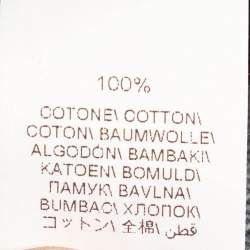 100%
COTONE\ COTTON\
COTON\ BAUMWOLLE\
ALGODÓN\ BAMBAKI\
KATOEN\ BOMULD\
ПАМУК\ BAVLNA\
BUMBAC\ ХЛОПОК\
コットン\ 全棉\ قطن\